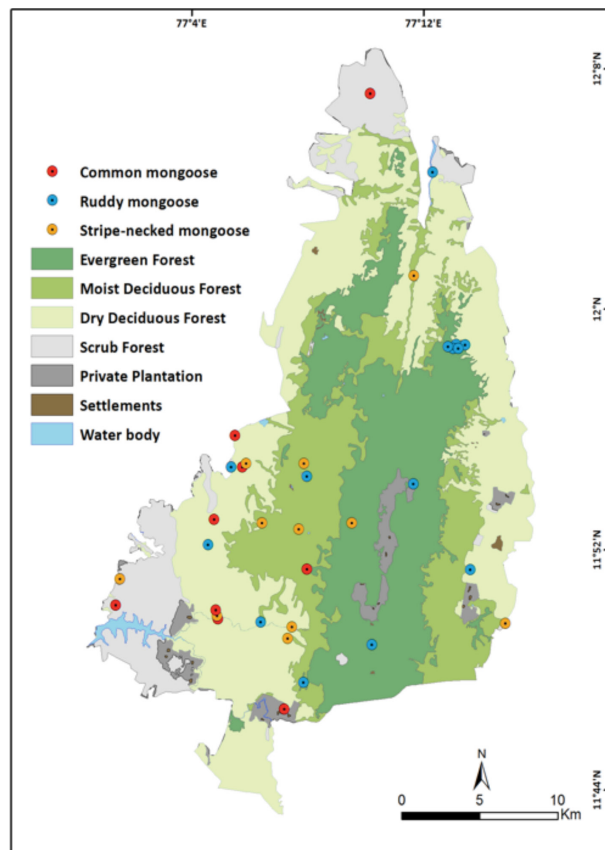 77°4'E
77°12'E
12°8'N
Common mongoose
Ruddy mongoose
Stripe-necked mongoose
Evergreen Forest
Moist Deciduous Forest
Dry Deciduous Forest
Scrub Forest
Private Plantation
Settlements
Water body
12°N
11°52'N
N
11°44'N
0 5 10
Km